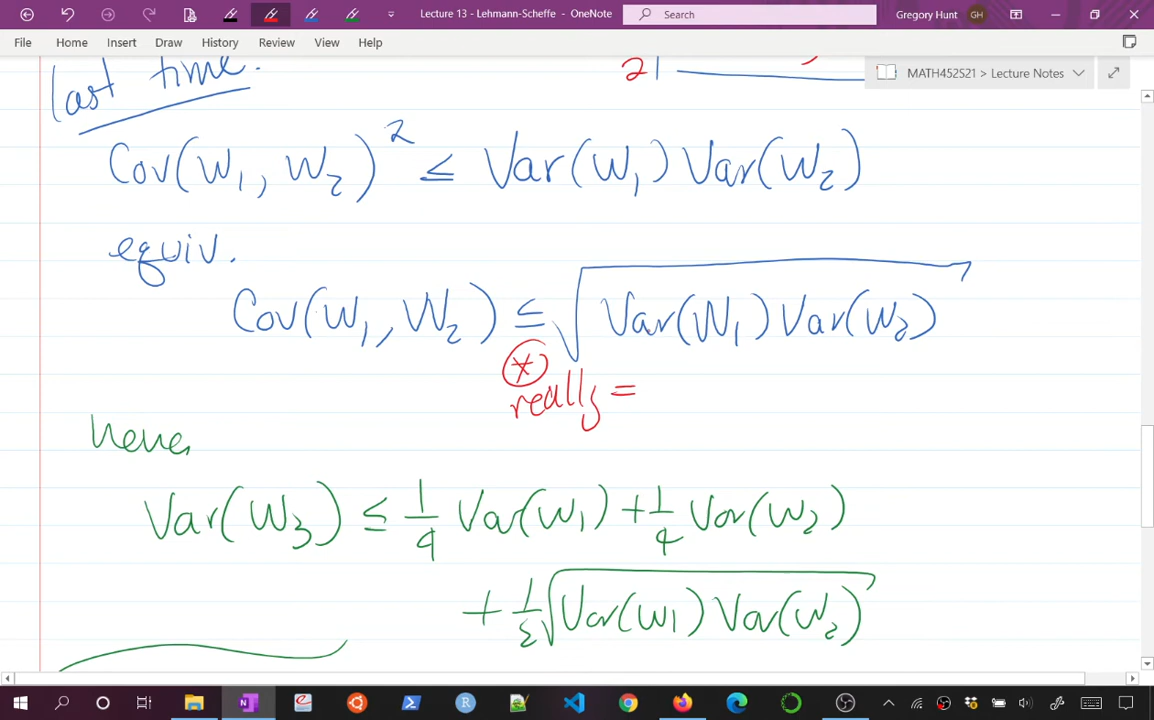 Lecture 13 - Lehmann-Scheffe - OneNote
Search
Gregory Hunt
GH
File Home Insert Draw History Review View Help
MATH452S21 > Lecture Notes
last time.
21
Cov(W₁, W₂)² ≤ Var(W₁) Var(W₂)
equiv.
Cov(W₁, W₂) ≤ √Var(W₁) Var(W₂)
* really =
Var(W₃) ≤ 1/4 Var(W₁) + 1/4 Var(W₂)
+ 1/2 √Var(W₁) Var(W₂)